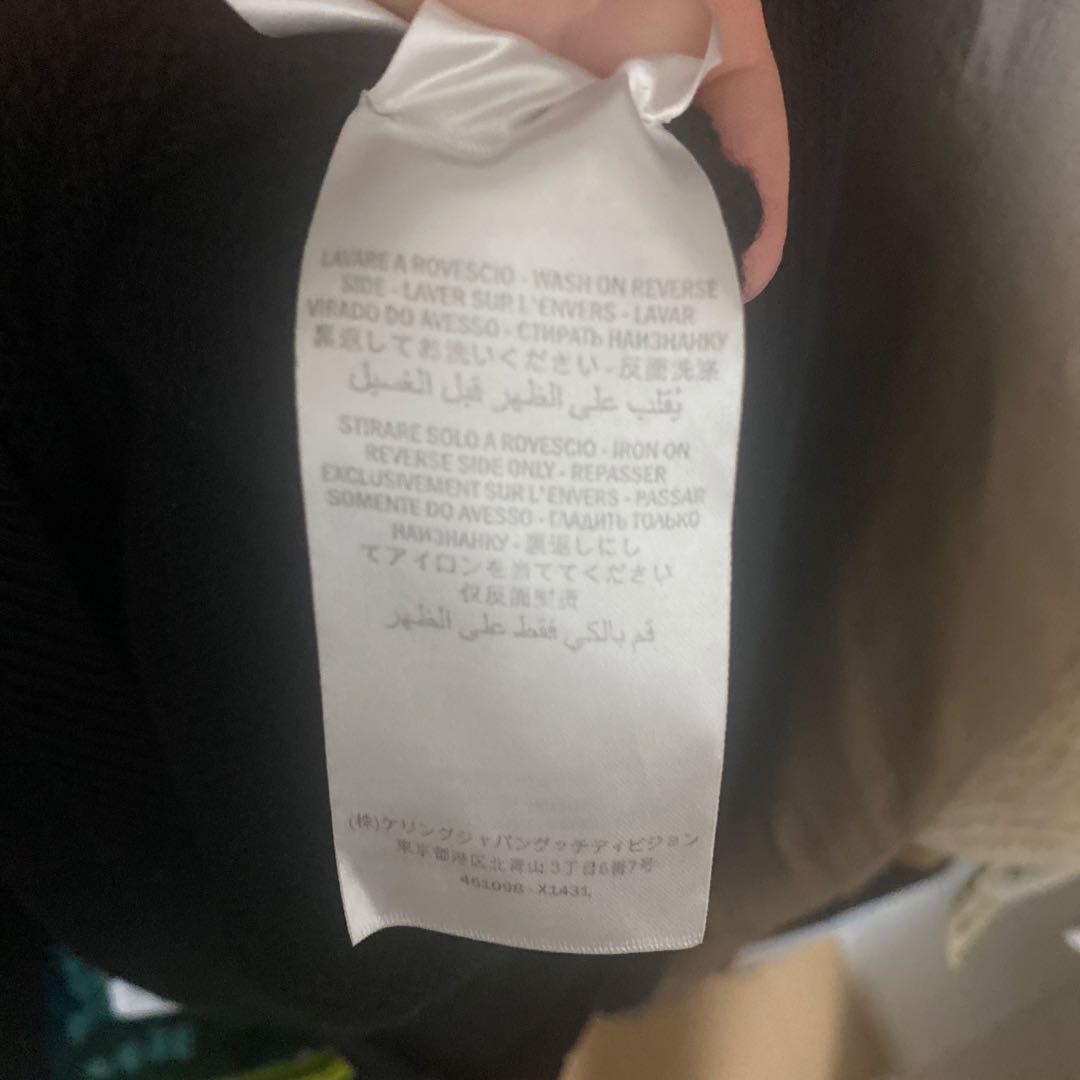 LAVARE A ROVESCIO - WASH ON REVERSE
SIDE - LAVER SUR L'ENVERS - LAVAR
VIRADO DO AVESSO - СТИРАТЬ НАИЗНАНКУ
裏返してお洗いください - 反面洗涤
يُقلب على الظهر قبل الغسيل
STIRARE SOLO A ROVESCIO - IRON ON
REVERSE SIDE ONLY - REPASSER
EXCLUSIVEMENT SUR L'ENVERS - PASSAR
SOMENTE DO AVESSO - ГЛАДИТЬ ТОЛЬКО
НАИЗНАНКУ - 裏返しにし
てアイロンを当ててください
仅反面熨烫
قم بالكي فقط على الظهر
(株)ケリングジャパングッチディビジョン
東京都港区北青山3丁目6番7号
461098 - X1431,